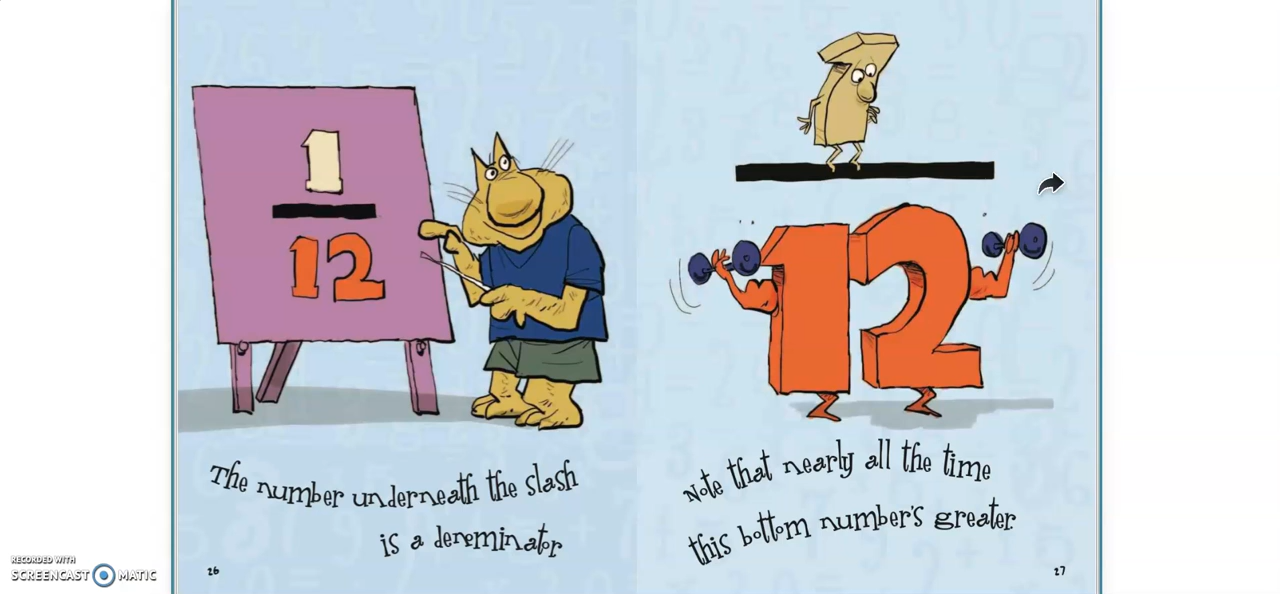 1
12
12
The number underneath the slash
is a denominator
26
Note that nearly all the time
this bottom number's greater
27
RECORDED WITH
SCREENCAST MATIC